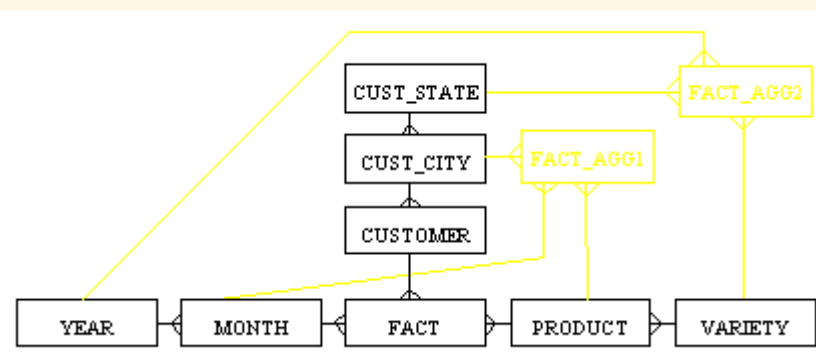 CUST_STATE
FACT_AGG2
CUST_CITY
FACT_AGG1
CUSTOMER
YEAR
MONTH
FACT
PRODUCT
VARIETY